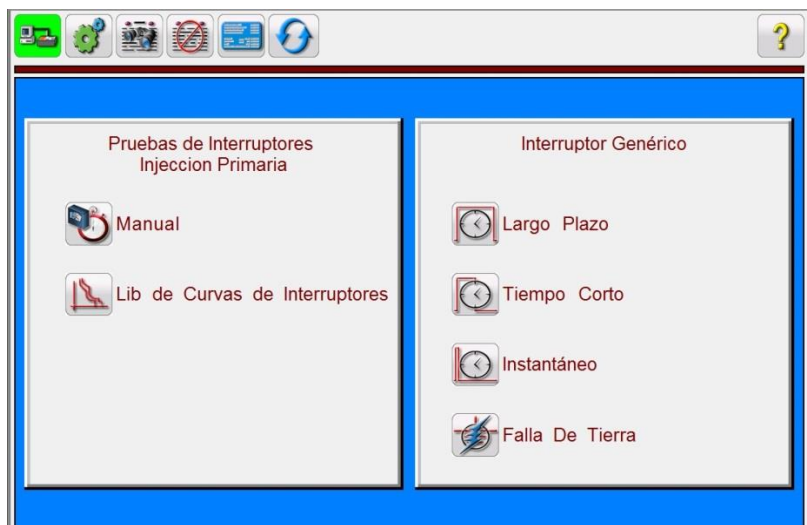 Pruebas de Interruptores
Injeccion Primaria
Manual
Lib de Curvas de Interruptores
Interruptor Genérico
Largo Plazo
Tiempo Corto
Instantáneo
Falla De Tierra